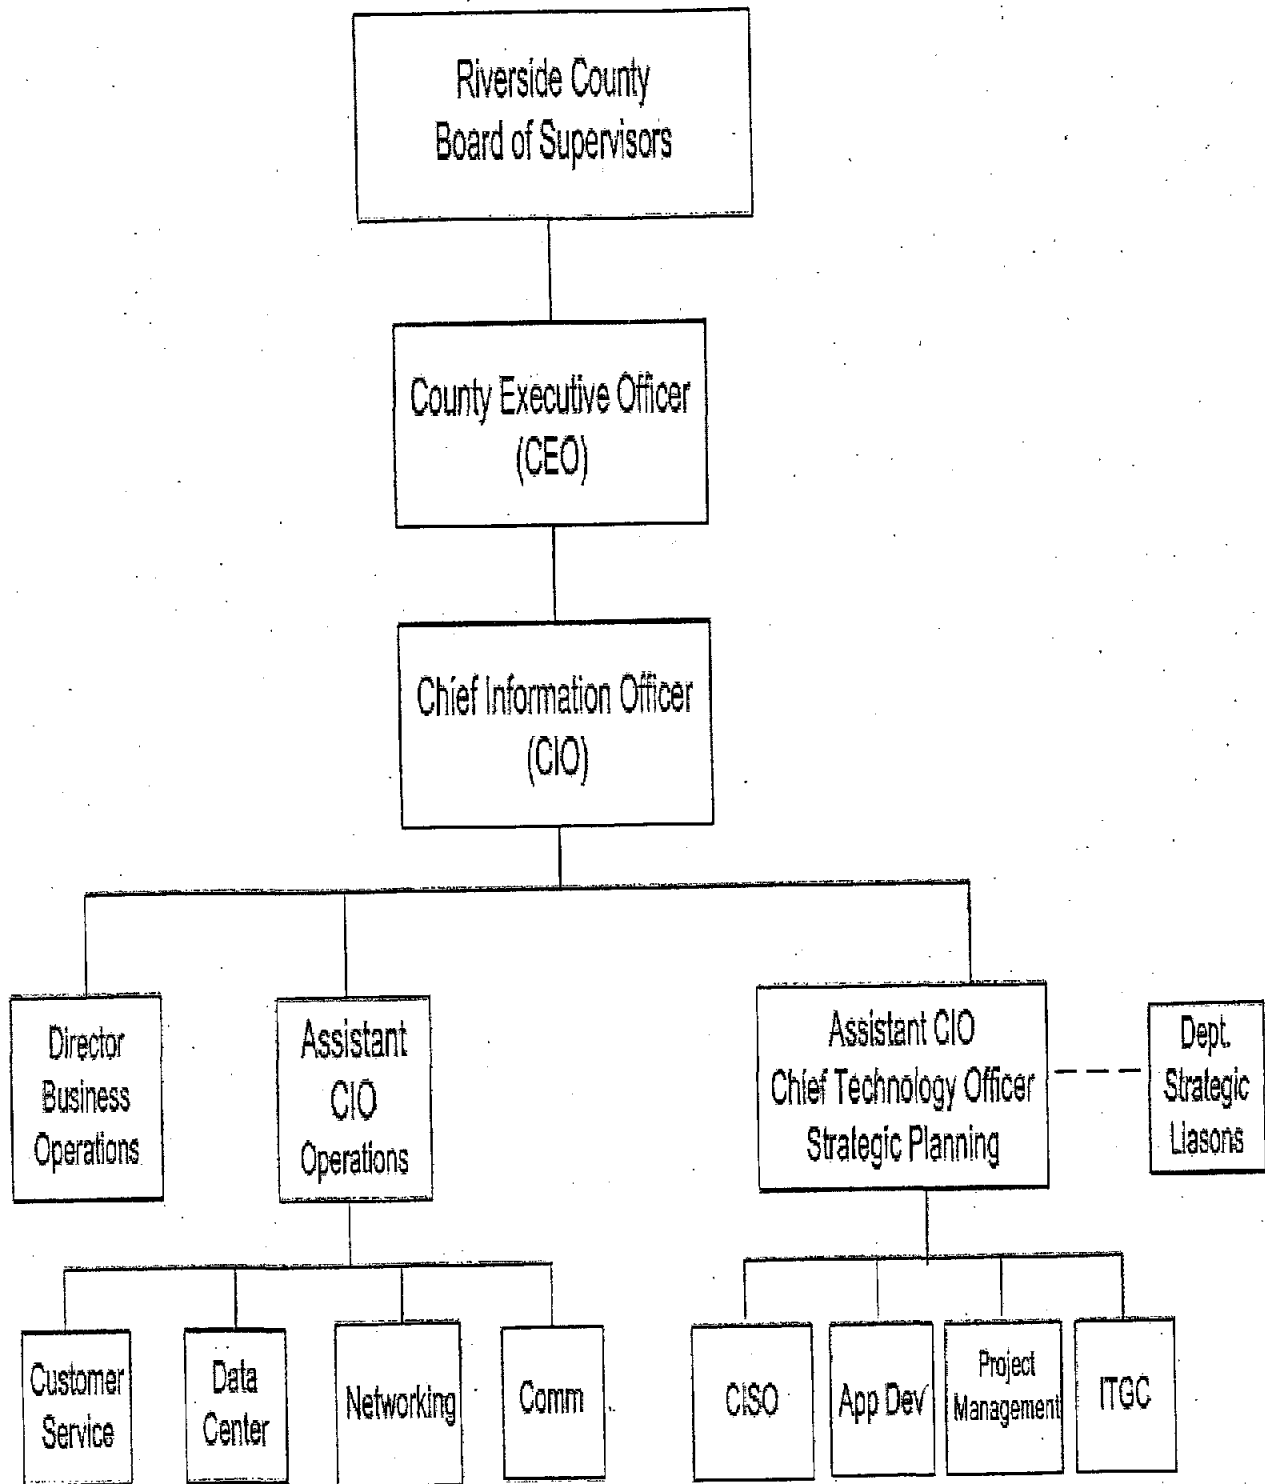 Riverside County
Board of Supervisors
County Executive Officer
(CEO)
Chief Information Officer
(CIO)
Director
Business
Operations
Assistant
CIO
Operations
Assistant CIO
Chief Technology Officer
Strategic Planning
Dept.
Strategic
Liasons
Customer
Service
Data
Center
Networking
Comm
CISO
App Dev
Project
Management
ITGC